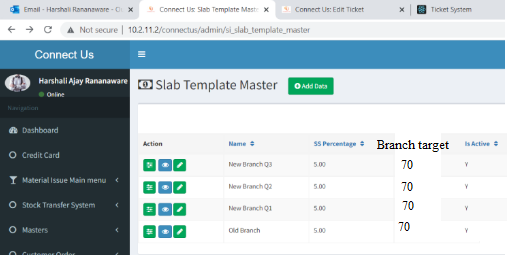 Email - Harshali Rananaware - O
Connect Us: Slab Template Maste
Connect Us: Edit Ticket
Ticket System
Not secure | 10.2.11.2/connectus/admin/si_slab_template_master
Connect Us
Harshali Ajay Rananaware
Online
Slab Template Master
Add Data
Navigation
Dashboard
Credit Card
Material Issue Main menu
Stock Transfer System
Masters
Customer Order
Action Name SS Percentage Branch target Is Active
New Branch Q3 5.00 70 Y
New Branch Q2 5.00 70 Y
New Branch Q1 5.00 70 Y
Old Branch 5.00 70 Y